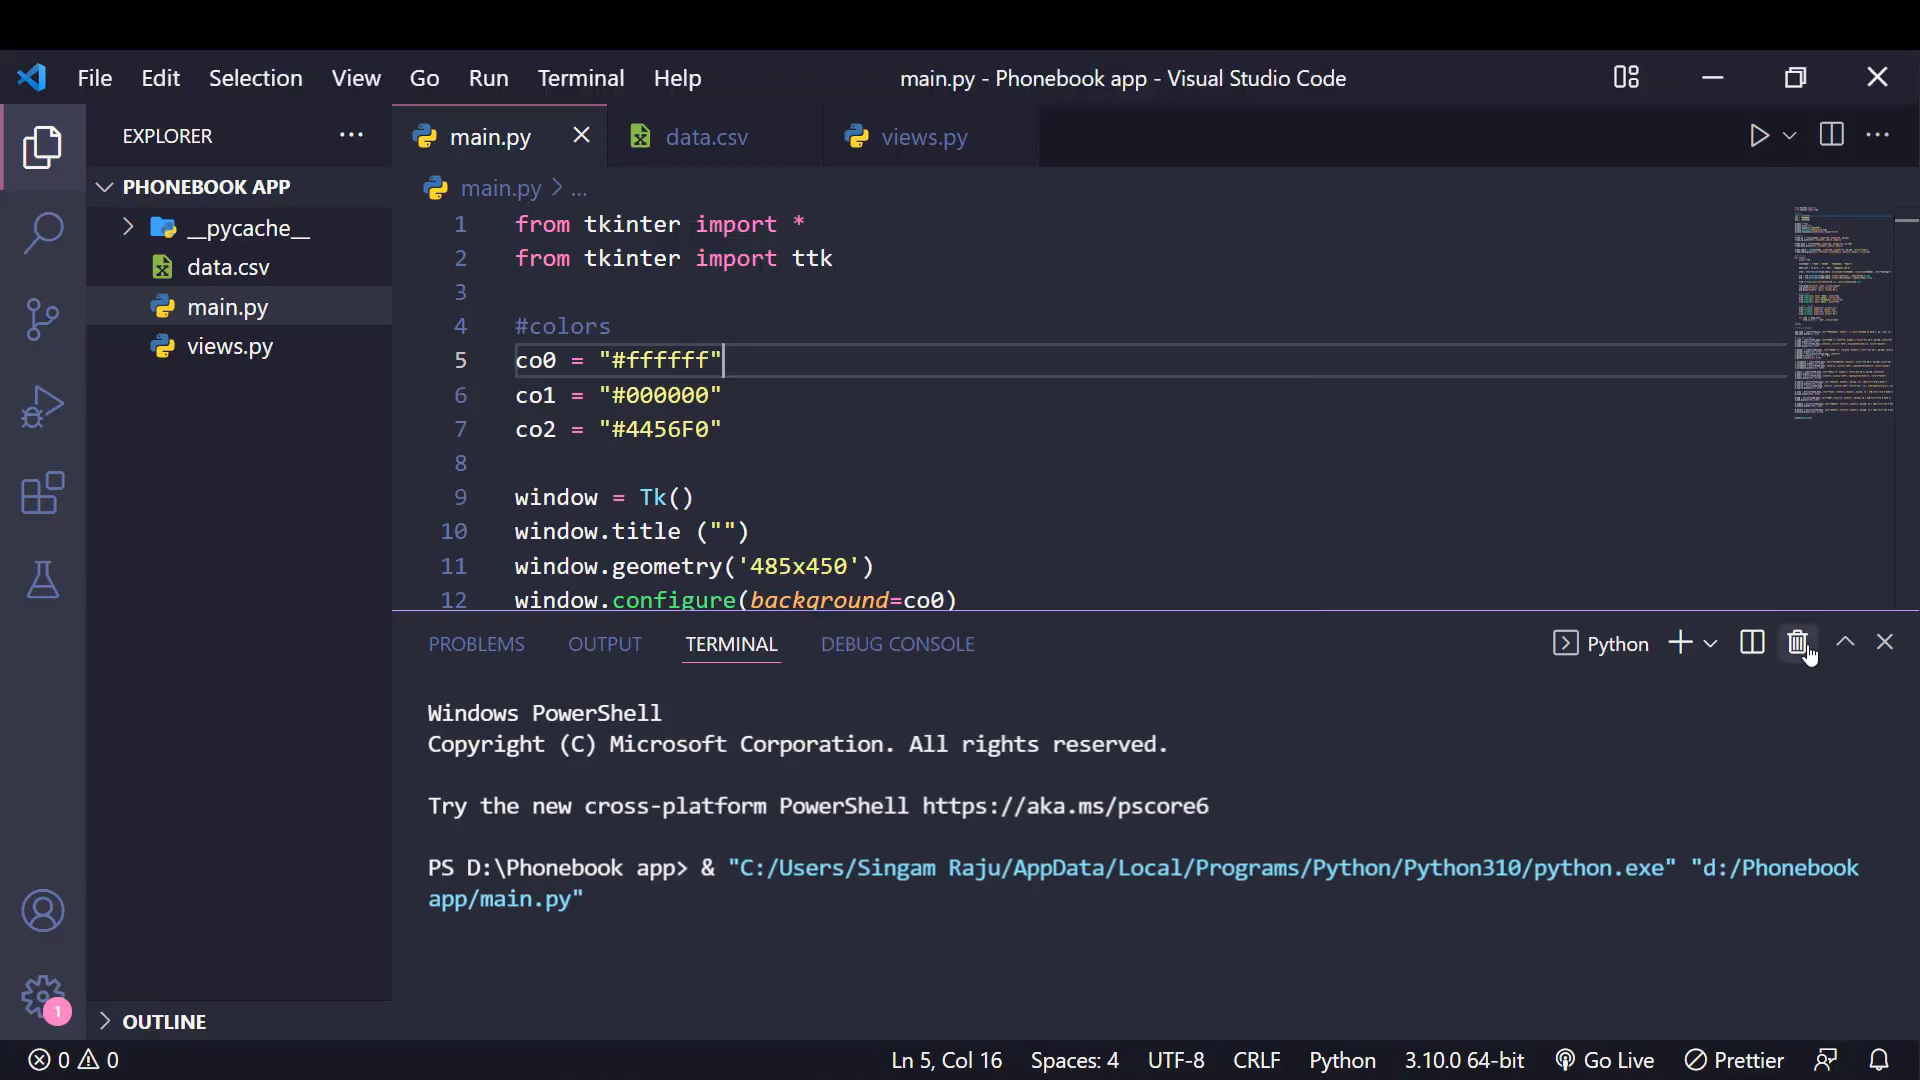 File Edit Selection View Go Run Terminal Help main.py - Phonebook app - Visual Studio Code
EXPLORER
PHONEBOOK APP
__pycache__
data.csv
main.py
views.py
OUTLINE
main.py data.csv views.py
main.py > ...
1 from tkinter import *
2 from tkinter import ttk
3
4 #colors
5 co0 = "#ffffff"
6 co1 = "#000000"
7 co2 = "#4456F0"
8
9 window = Tk()
10 window.title ("")
11 window.geometry('485x450')
12 window.configure(background=co0)
PROBLEMS OUTPUT TERMINAL DEBUG CONSOLE Python
Windows PowerShell
Copyright (C) Microsoft Corporation. All rights reserved.
Try the new cross-platform PowerShell https://aka.ms/pscore6
PS D:\Phonebook app> & "C:/Users/Singam Raju/AppData/Local/Programs/Python/Python310/python.exe" "d:/Phonebook
app/main.py"
1
0 0 Ln 5, Col 16 Spaces: 4 UTF-8 CRLF Python 3.10.0 64-bit Go Live Prettier